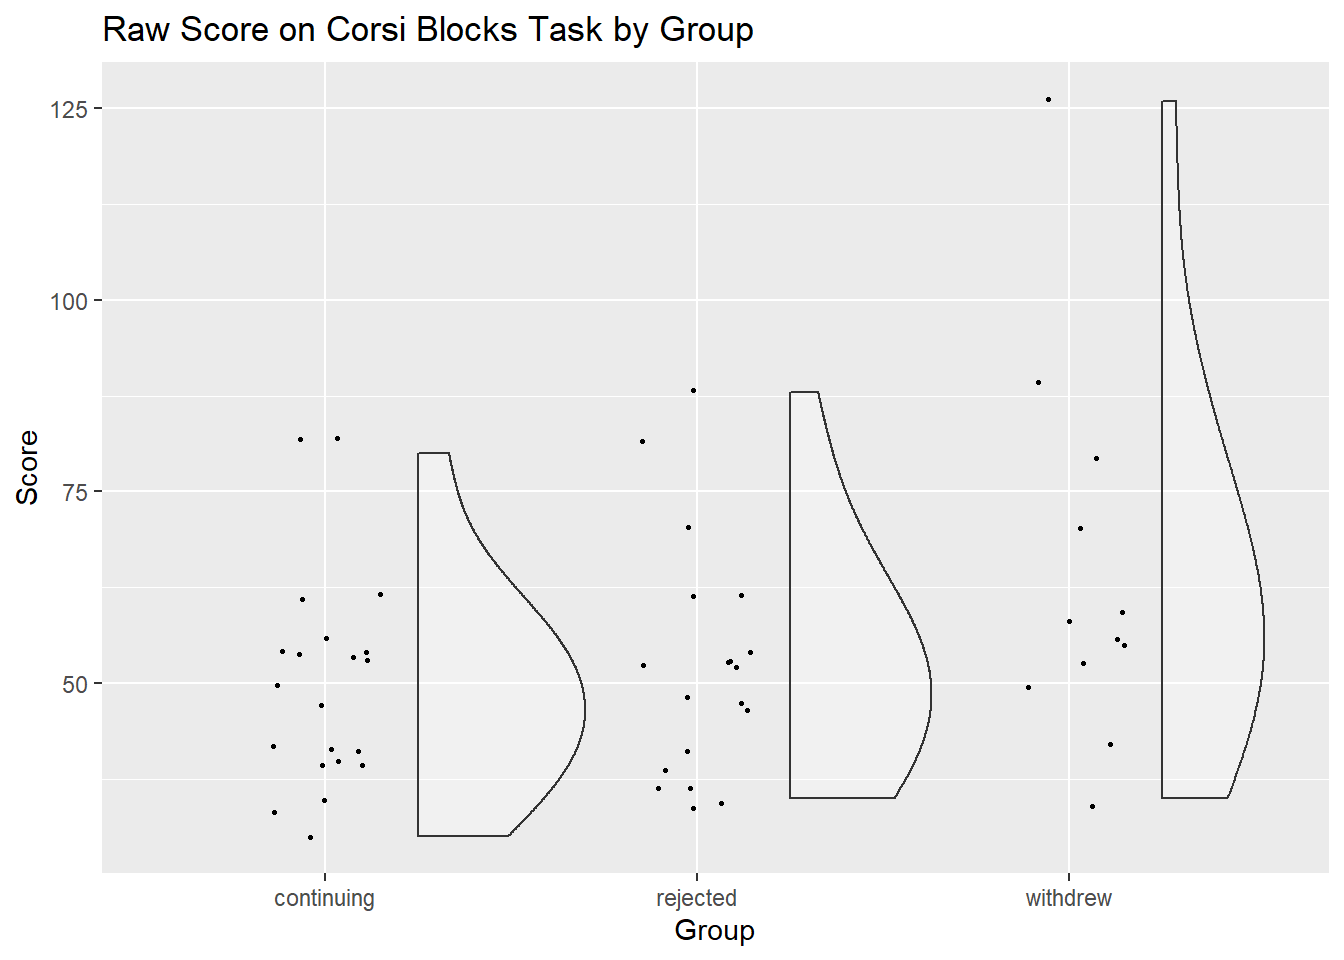 Raw Score on Corsi Blocks Task by Group
125
100
75
50
Score
continuing
rejected
withdrew
Group